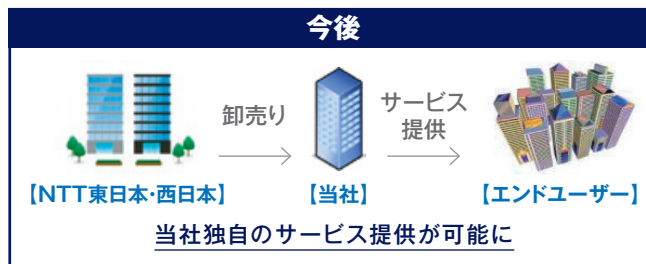 今後
卸売り
サービス
提供
【NTT東日本・西日本】
【当社】
【エンドユーザー】
当社独自のサービス提供が可能に